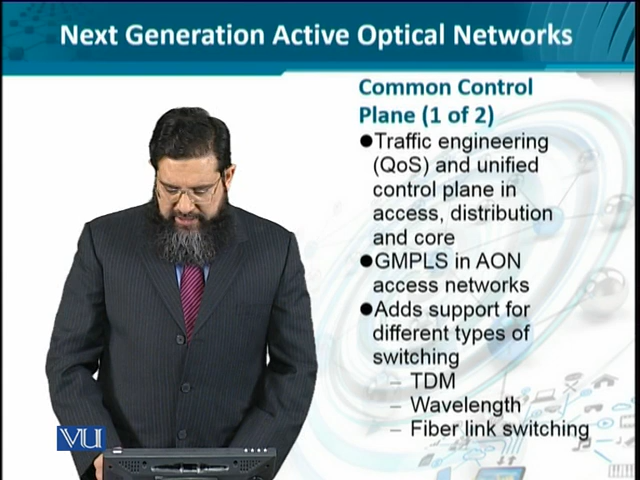 Next Generation Active Optical Networks
Common Control
Plane (1 of 2)
●Traffic engineering
(QoS) and unified
control plane in
access, distribution
and core
●GMPLS in AON
access networks
●Adds support for
different types of
switching
– TDM
– Wavelength
– Fiber link switching
VU